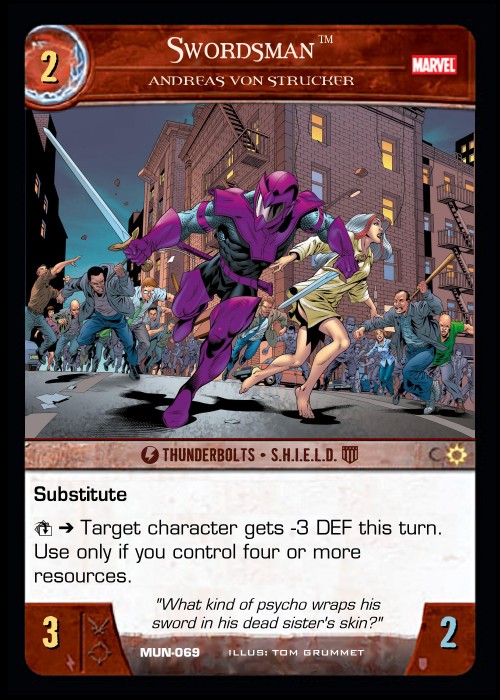 2
SWORDSMAN™
MARVEL
ANDREAS VON STRUCKER
THUNDERBOLTS • S.H.I.E.L.D.
C
Substitute
➔ Target character gets -3 DEF this turn.
Use only if you control four or more
resources.
"What kind of psycho wraps his
sword in his dead sister's skin?"
3
2
MUN-069 ILLUS: TOM GRUMMET